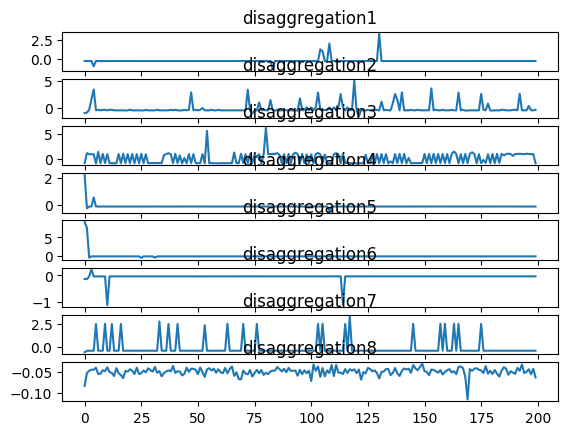 disaggregation1
2.5
0.0
disaggregation2
5
0
disaggregation3
5
0
disaggregation4
2
0
disaggregation5
5
0
disaggregation6
0
−1
disaggregation7
2.5
0.0
disaggregation8
−0.05
−0.10
0 25 50 75 100 125 150 175 200